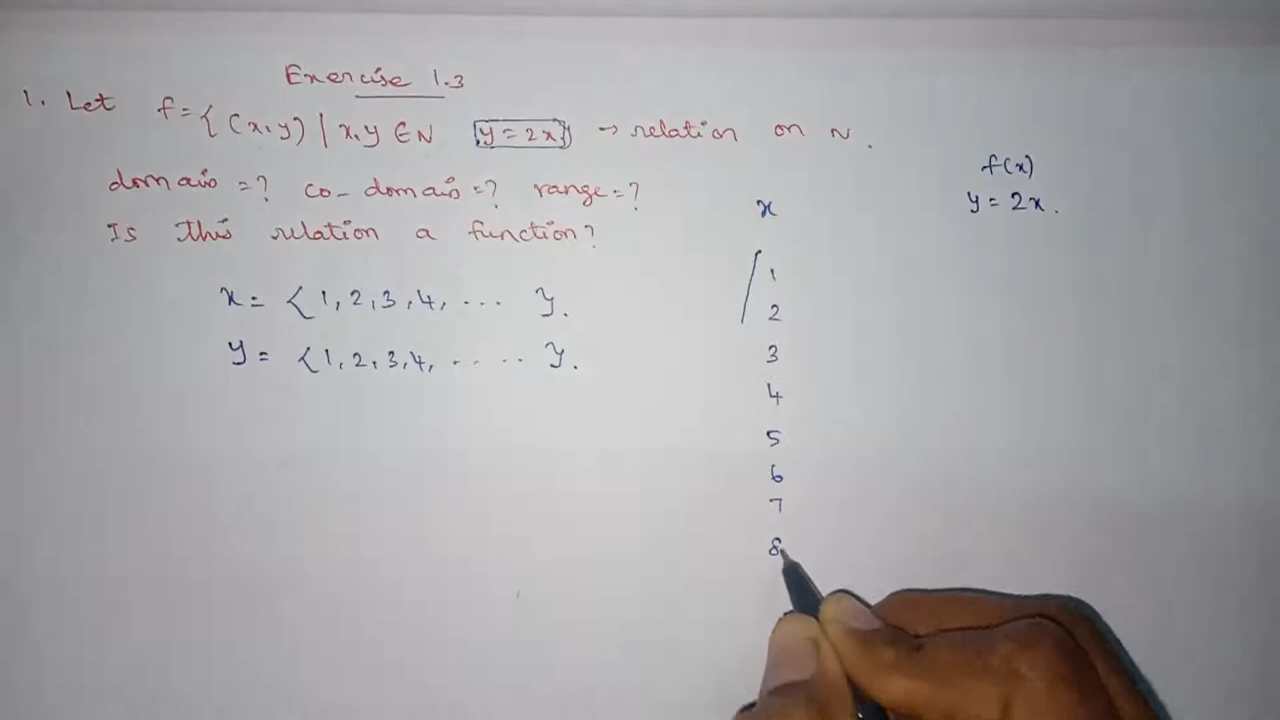 Exercise 1.3
1. Let f = { (x, y) | x, y ∈ N y = 2x } → relation on N.
domain = ? co-domain = ? range = ?
Is this relation a function?
x = { 1, 2, 3, 4, ... }.
y = { 1, 2, 3, 4, ..... }.
x
1
2
3
4
5
6
7
8
f(x)
y = 2x.